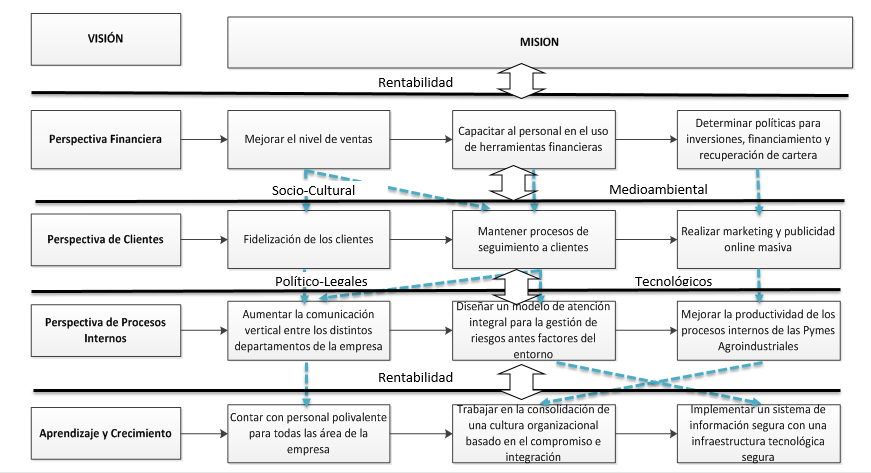 VISIÓN
MISION
Rentabilidad
Perspectiva Financiera
Mejorar el nivel de ventas
Capacitar al personal en el uso
de herramientas financieras
Determinar políticas para
inversiones, financiamiento y
recuperación de cartera
Socio-Cultural
Medioambiental
Perspectiva de Clientes
Fidelización de los clientes
Mantener procesos de
seguimiento a clientes
Realizar marketing y publicidad
online masiva
Político-Legales
Tecnológicos
Perspectiva de Procesos
Internos
Aumentar la comunicación
vertical entre los distintos
departamentos de la empresa
Diseñar un modelo de atención
integral para la gestión de
riesgos antes factores del
entorno
Mejorar la productividad de los
procesos internos de las Pymes
Agroindustriales
Rentabilidad
Aprendizaje y Crecimiento
Contar con personal polivalente
para todas las área de la
empresa
Trabajar en la consolidación de
una cultura organizacional
basado en el compromiso e
integración
Implementar un sistema de
información segura con una
infraestructura tecnológica
segura